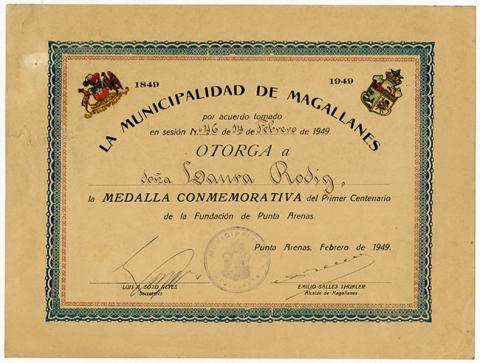 1849
1949
LA MUNICIPALIDAD DE MAGALLANES
por acuerdo tomado
en sesión No. 46 de 14 de Febrero de 1949
OTORGA a
doña Laura Rodig,
la MEDALLA CONMEMORATIVA del Primer Centenario
de la Fundación de Punta Arenas.
Punta Arenas, Febrero de 1949.
LUIS A. SOTO REYES
Secretario
EMILIO SALLES THURLER
Alcalde de Magallanes